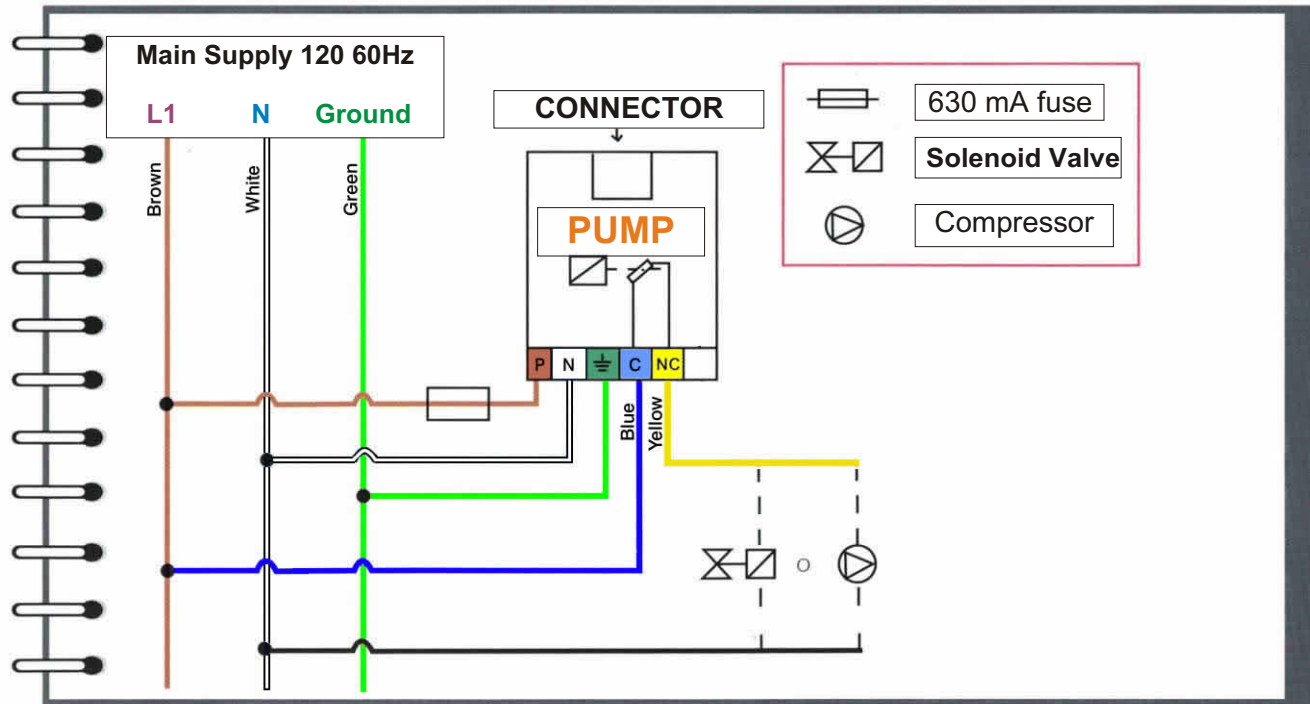 Main Supply 120 60Hz
L1 N Ground
Brown
White
Green
CONNECTOR
PUMP
P N C NC
Blue
Yellow
O
630 mA fuse
Solenoid Valve
Compressor